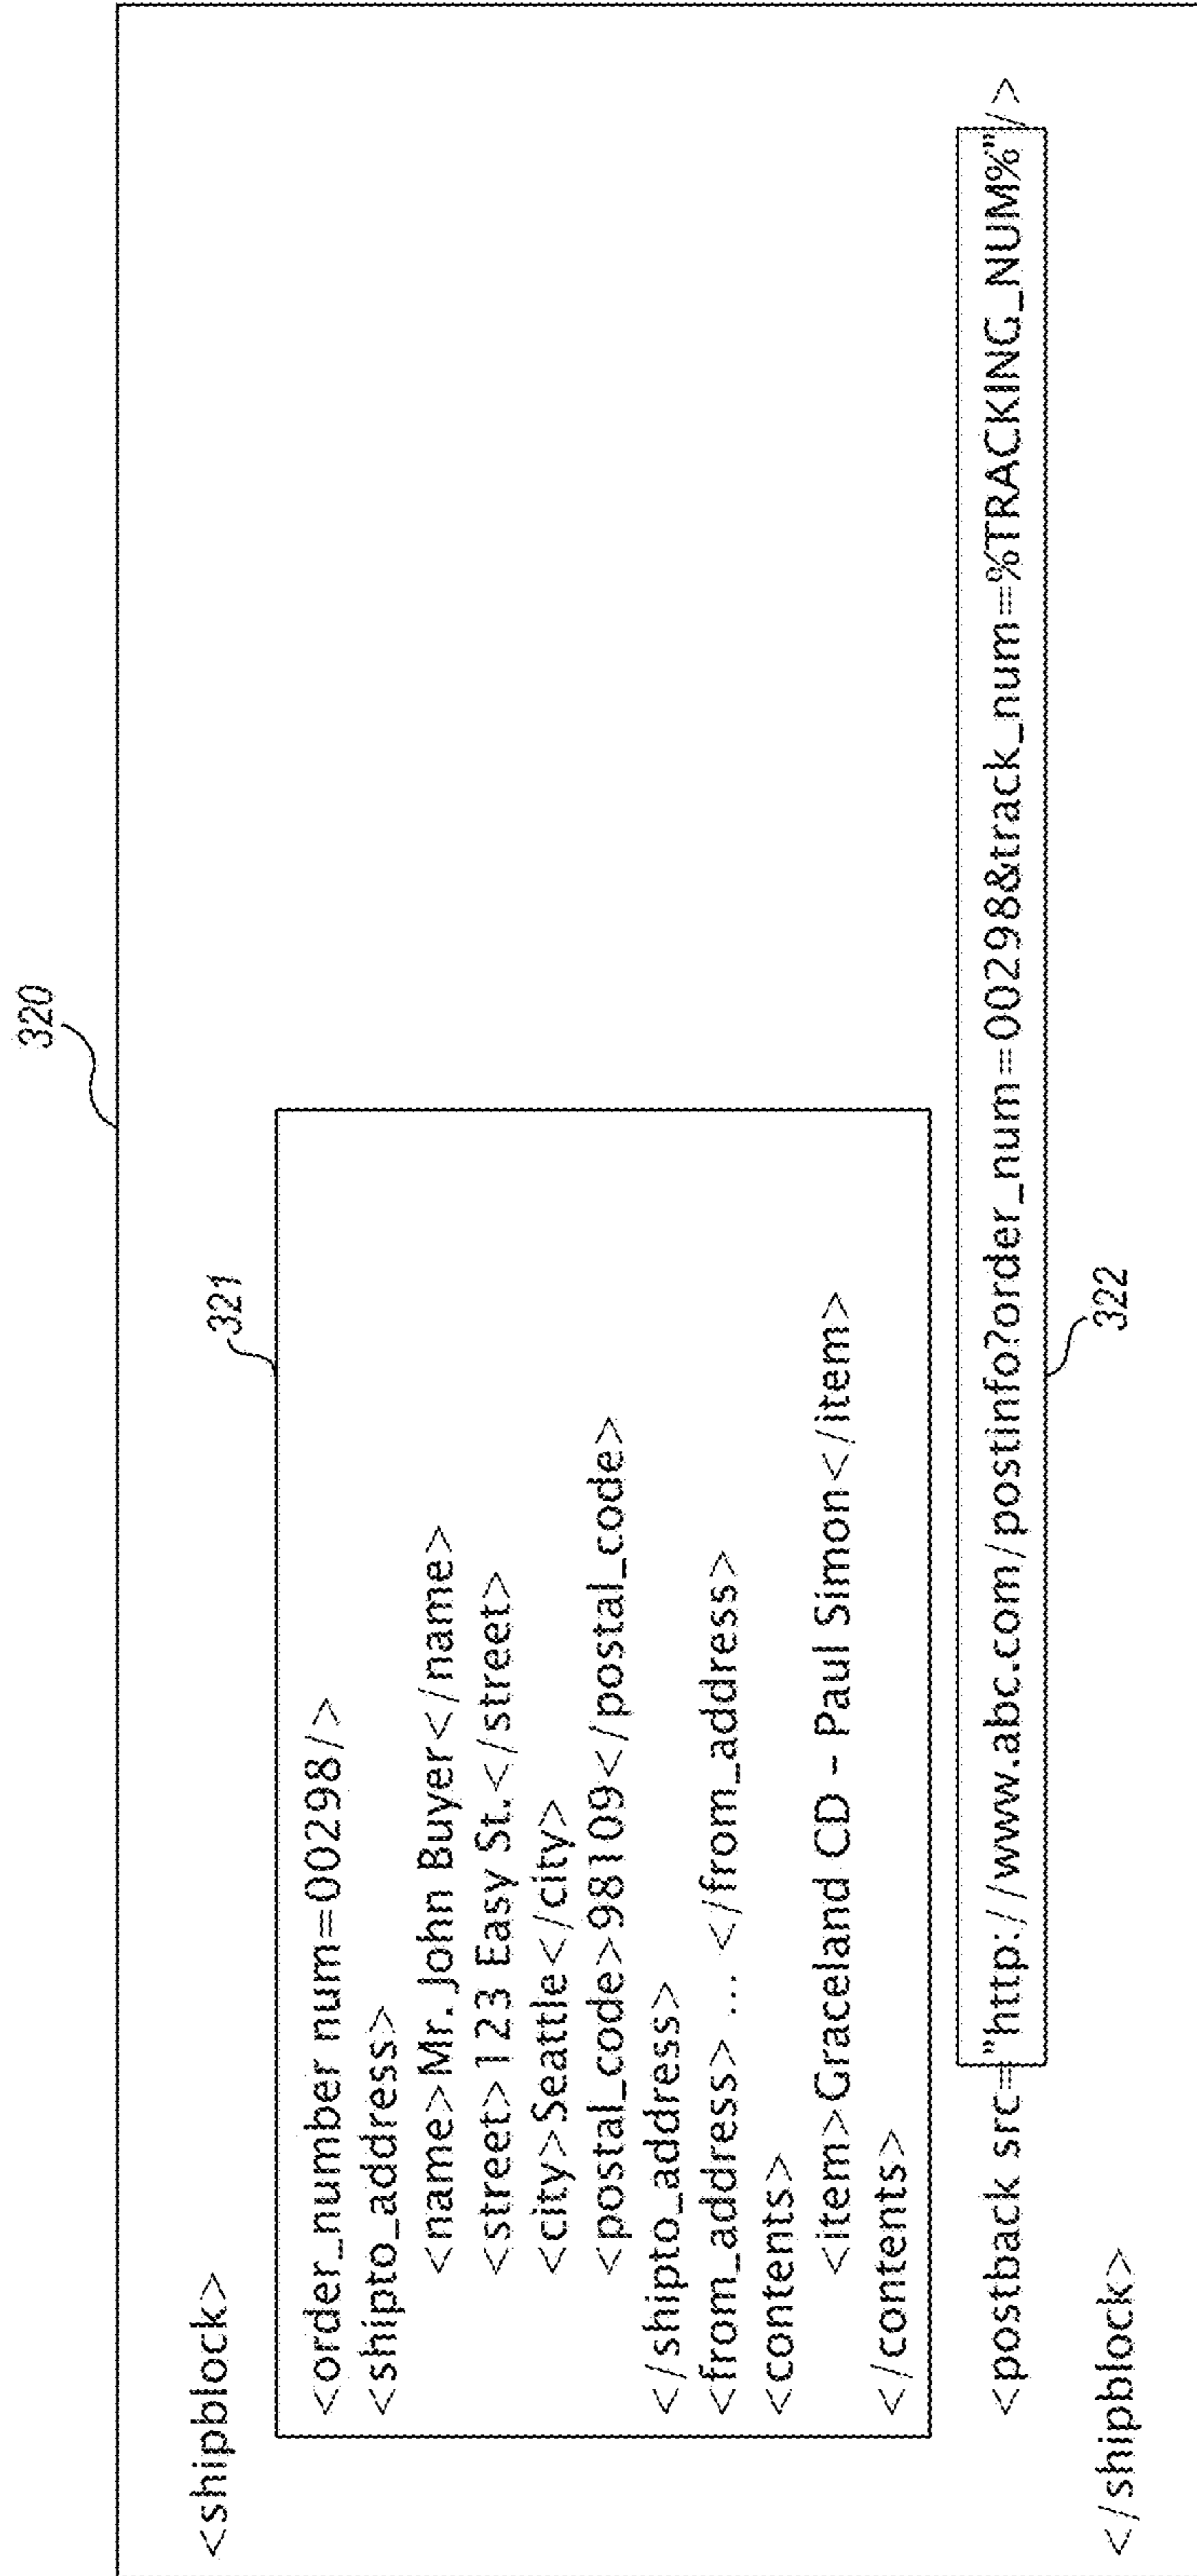 320
<shipblock>
321
<order_number num=00298/>
<shipto_address>
<name>Mr. John Buyer</name>
<street>123 Easy St.</street>
<city>Seattle</city>
<postal_code>98109</postal_code>
</shipto_address>
<from_address> ... </from_address>
<contents>
<item>Graceland CD – Paul Simon</item>
</contents>
<postback src="http://www.abc.com/postinfo?order_num=00298&track_num=%TRACKING_NUM%"/>
322
</shipblock>